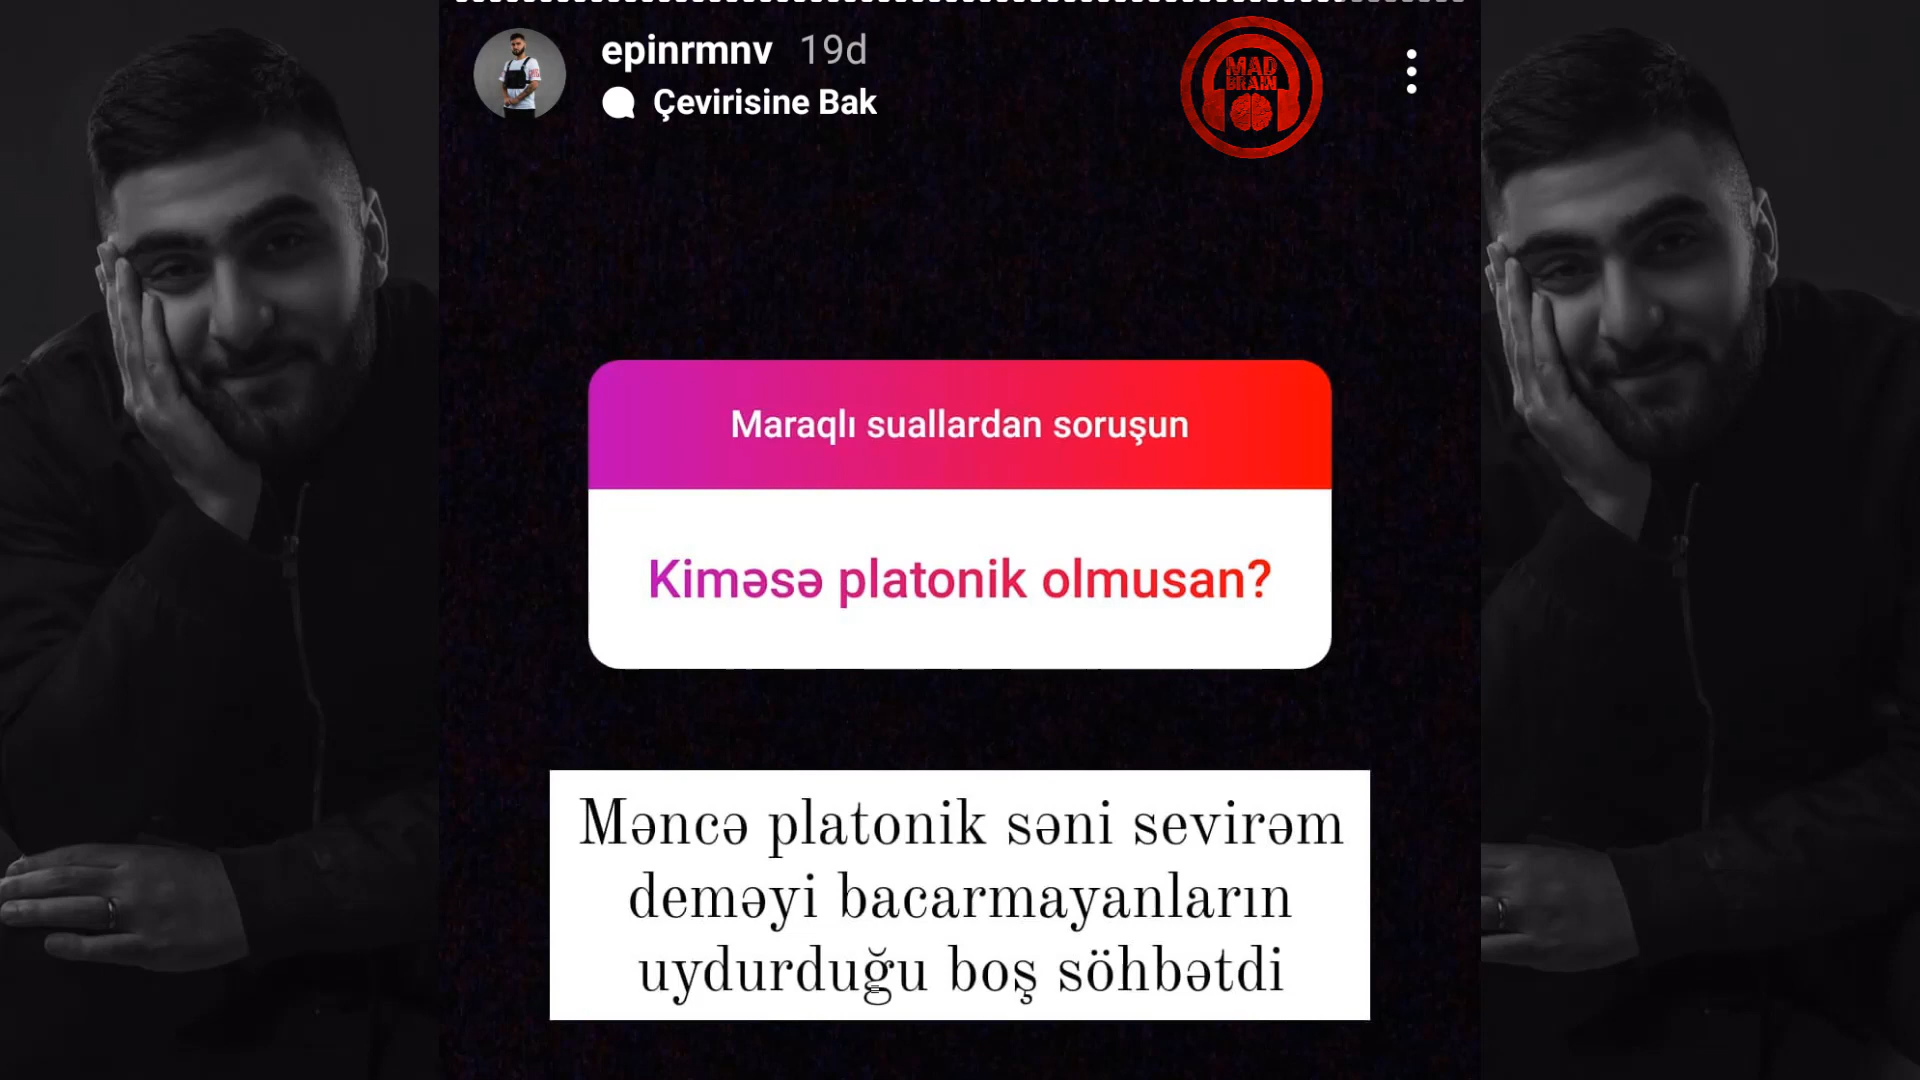 epinrmnv 19d
Çevirisine Bak
MAD
BRAIN
Maraqlı suallardan soruşun
Kiməsə platonik olmusan?
Məncə platonik səni sevirəm
deməyi bacarmayanların
uydurduğu boş söhbətdi